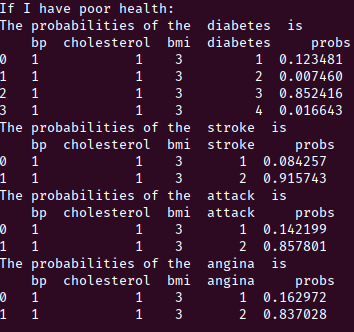 If I have poor health:
The probabilities of the  diabetes  is
    bp  cholesterol  bmi  diabetes     probs
0   1            1    3         1  0.123481
1   1            1    3         2  0.007460
2   1            1    3         3  0.852416
3   1            1    3         4  0.016643
The probabilities of the  stroke  is
    bp  cholesterol  bmi  stroke     probs
0   1            1    3       1  0.084257
1   1            1    3       2  0.915743
The probabilities of the  attack  is
    bp  cholesterol  bmi  attack     probs
0   1            1    3       1  0.142199
1   1            1    3       2  0.857801
The probabilities of the  angina  is
    bp  cholesterol  bmi  angina     probs
0   1            1    3       1  0.162972
1   1            1    3       2  0.837028